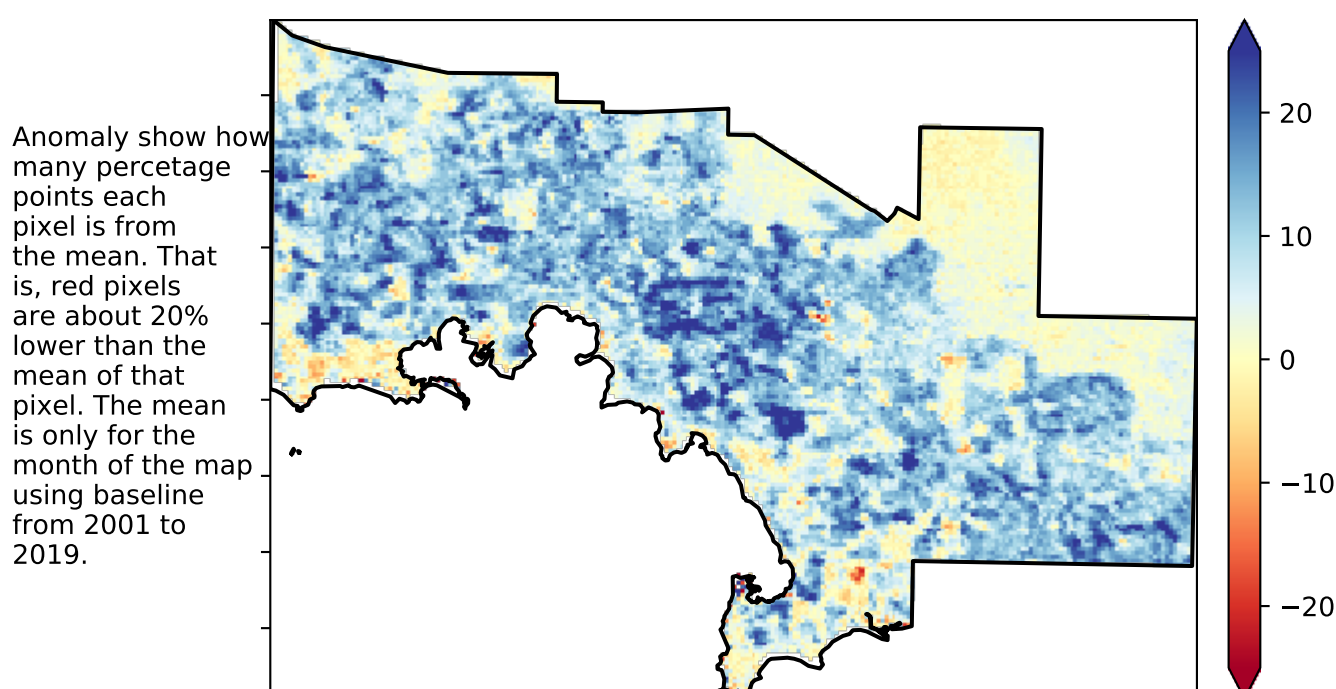 Anomaly show how
many percetage
points each
pixel is from
the mean. That
is, red pixels
are about 20%
lower than the
mean of that
pixel. The mean
is only for the
month of the map
using baseline
from 2001 to
2019.
20
10
0
−10
−20